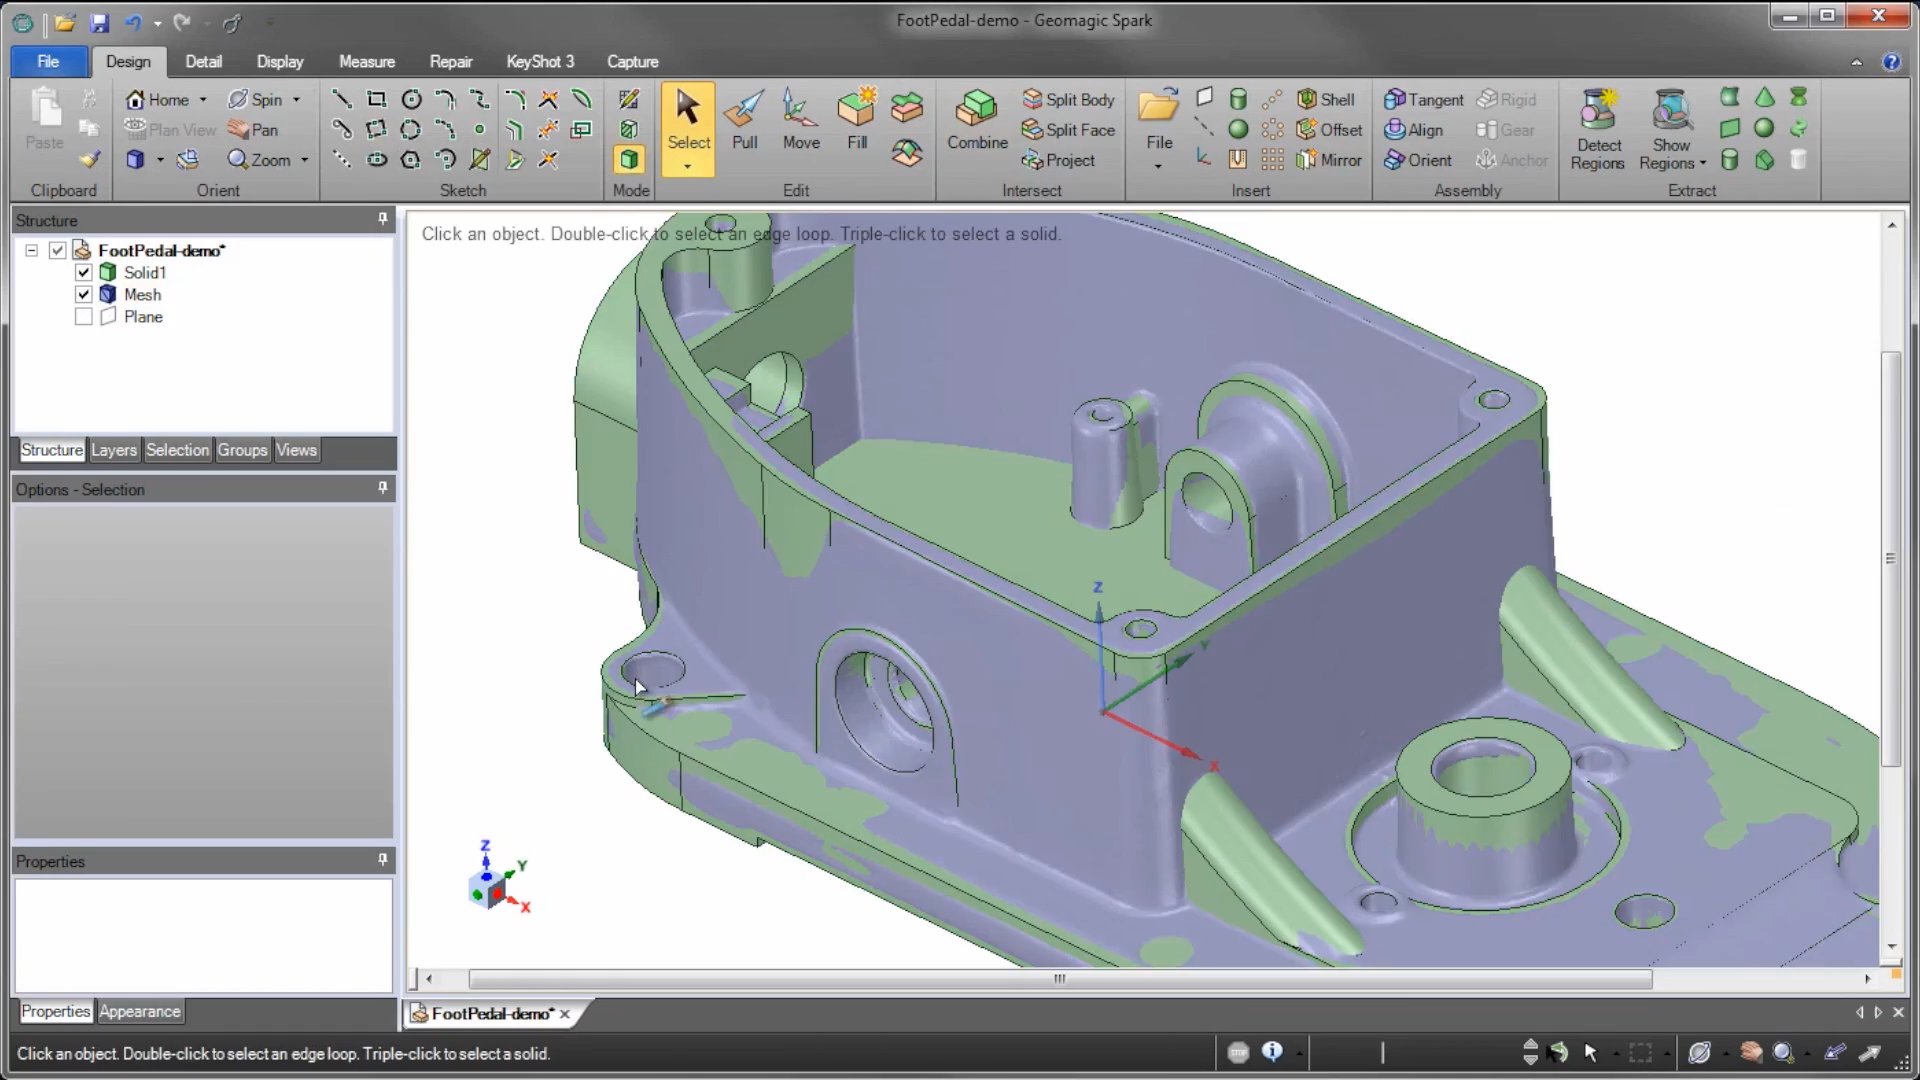 FootPedal-demo - Geomagic Spark
File Design Detail Display Measure Repair KeyShot 3 Capture
Paste
Clipboard
Home Spin
Plan View Pan
Zoom
Orient
Sketch
Mode
Select Pull Move Fill
Edit
Combine
Split Body
Split Face
Project
Intersect
File
Shell
Offset
Mirror
Insert
Tangent Rigid
Align Gear
Orient Anchor
Assembly
Detect
Regions
Show
Regions
Extract
Structure
FootPedal-demo*
Solid1
Mesh
Plane
Structure Layers Selection Groups Views
Options - Selection
Properties
Properties Appearance
Click an object. Double-click to select an edge loop. Triple-click to select a solid.
Z
Y
X
Z
Y
X
FootPedal-demo*
Click an object. Double-click to select an edge loop. Triple-click to select a solid.
STOP